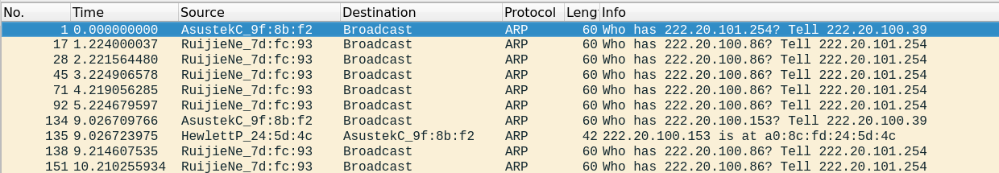 No. Time Source Destination Protocol Leng Info
1 0.000000000 AsustekC_9f:8b:f2 Broadcast ARP 60 Who has 222.20.101.254? Tell 222.20.100.39
17 1.224000037 RuijieNe_7d:fc:93 Broadcast ARP 60 Who has 222.20.100.86? Tell 222.20.101.254
28 2.221564480 RuijieNe_7d:fc:93 Broadcast ARP 60 Who has 222.20.100.86? Tell 222.20.101.254
45 3.224906578 RuijieNe_7d:fc:93 Broadcast ARP 60 Who has 222.20.100.86? Tell 222.20.101.254
71 4.219056285 RuijieNe_7d:fc:93 Broadcast ARP 60 Who has 222.20.100.86? Tell 222.20.101.254
92 5.224679597 RuijieNe_7d:fc:93 Broadcast ARP 60 Who has 222.20.100.86? Tell 222.20.101.254
134 9.026709766 AsustekC_9f:8b:f2 Broadcast ARP 60 Who has 222.20.100.153? Tell 222.20.100.39
135 9.026723975 HewlettP_24:5d:4c AsustekC_9f:8b:f2 ARP 42 222.20.100.153 is at a0:8c:fd:24:5d:4c
138 9.214607535 RuijieNe_7d:fc:93 Broadcast ARP 60 Who has 222.20.100.86? Tell 222.20.101.254
151 10.210255934 RuijieNe_7d:fc:93 Broadcast ARP 60 Who has 222.20.100.86? Tell 222.20.101.254